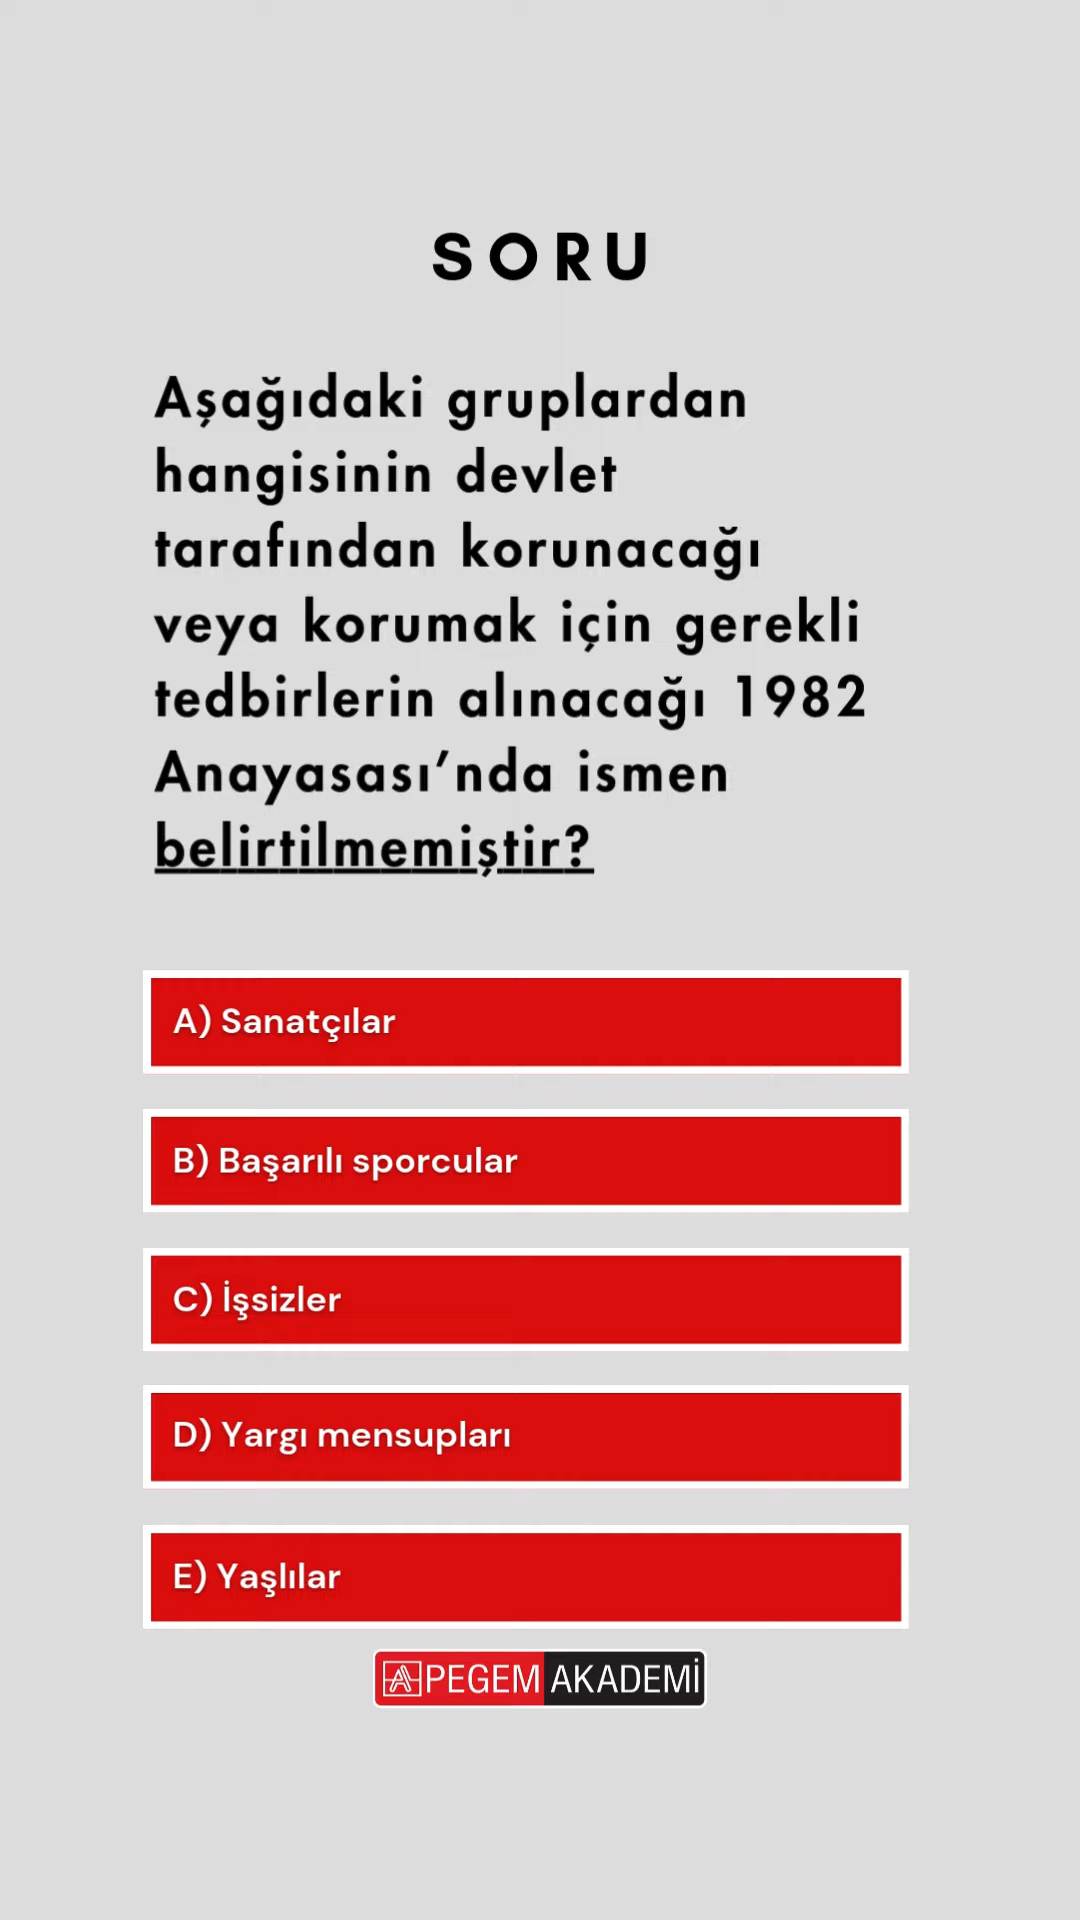 SORU
Aşağıdaki gruplardan
hangisinin devlet
tarafından korunacağı
veya korumak için gerekli
tedbirlerin alınacağı 1982
Anayasası’nda ismen
belirtilmemiştir?
A) Sanatçılar
B) Başarılı sporcular
C) İşsizler
D) Yargı mensupları
E) Yaşlılar
PEGEM AKADEMİ